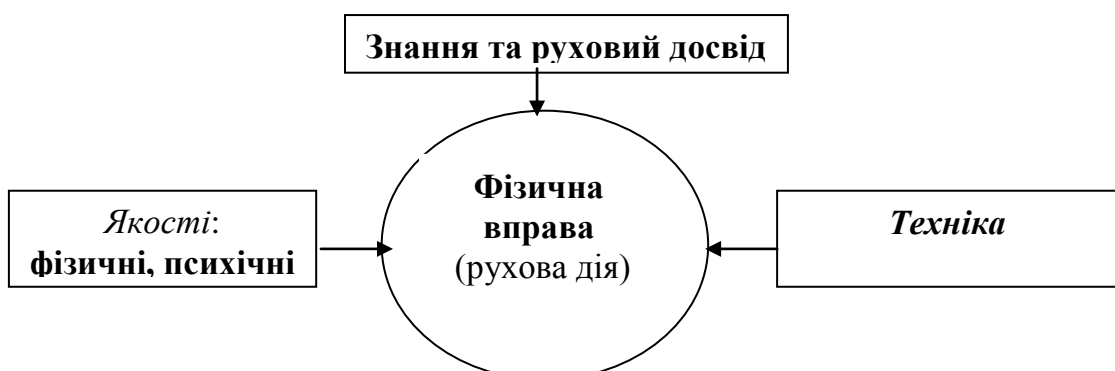 Знання та руховий досвід
Фізична
вправа
(рухова дія)
Якості:
фізичні, психічні
Техніка